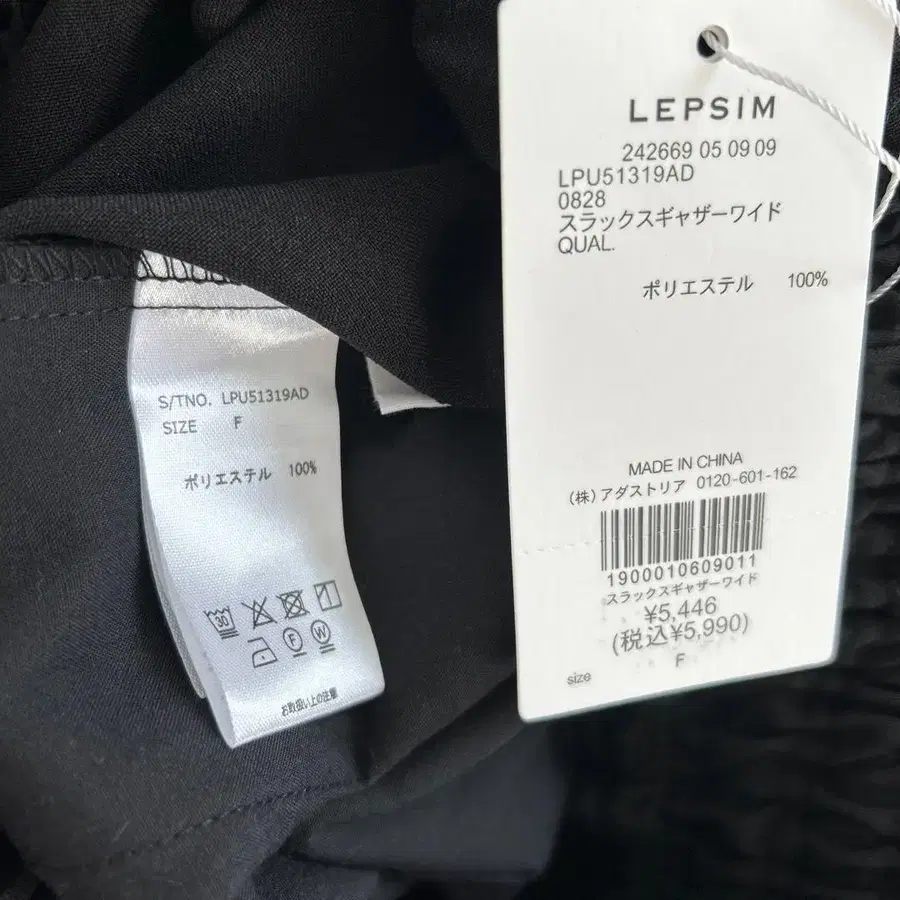 LEPSIM
242669 05 09 09
LPU51319AD
0828
スラックスギャザーワイド
QUAL.
ポリエステル 100%
MADE IN CHINA
(株)アダストリア 0120-601-162
1900010609011
スラックスギャザーワイド
¥5,446
(税込¥5,990)
size F
S/TNO. LPU51319AD
SIZE F
ポリエステル 100%
30
F W
お取扱い上の注意